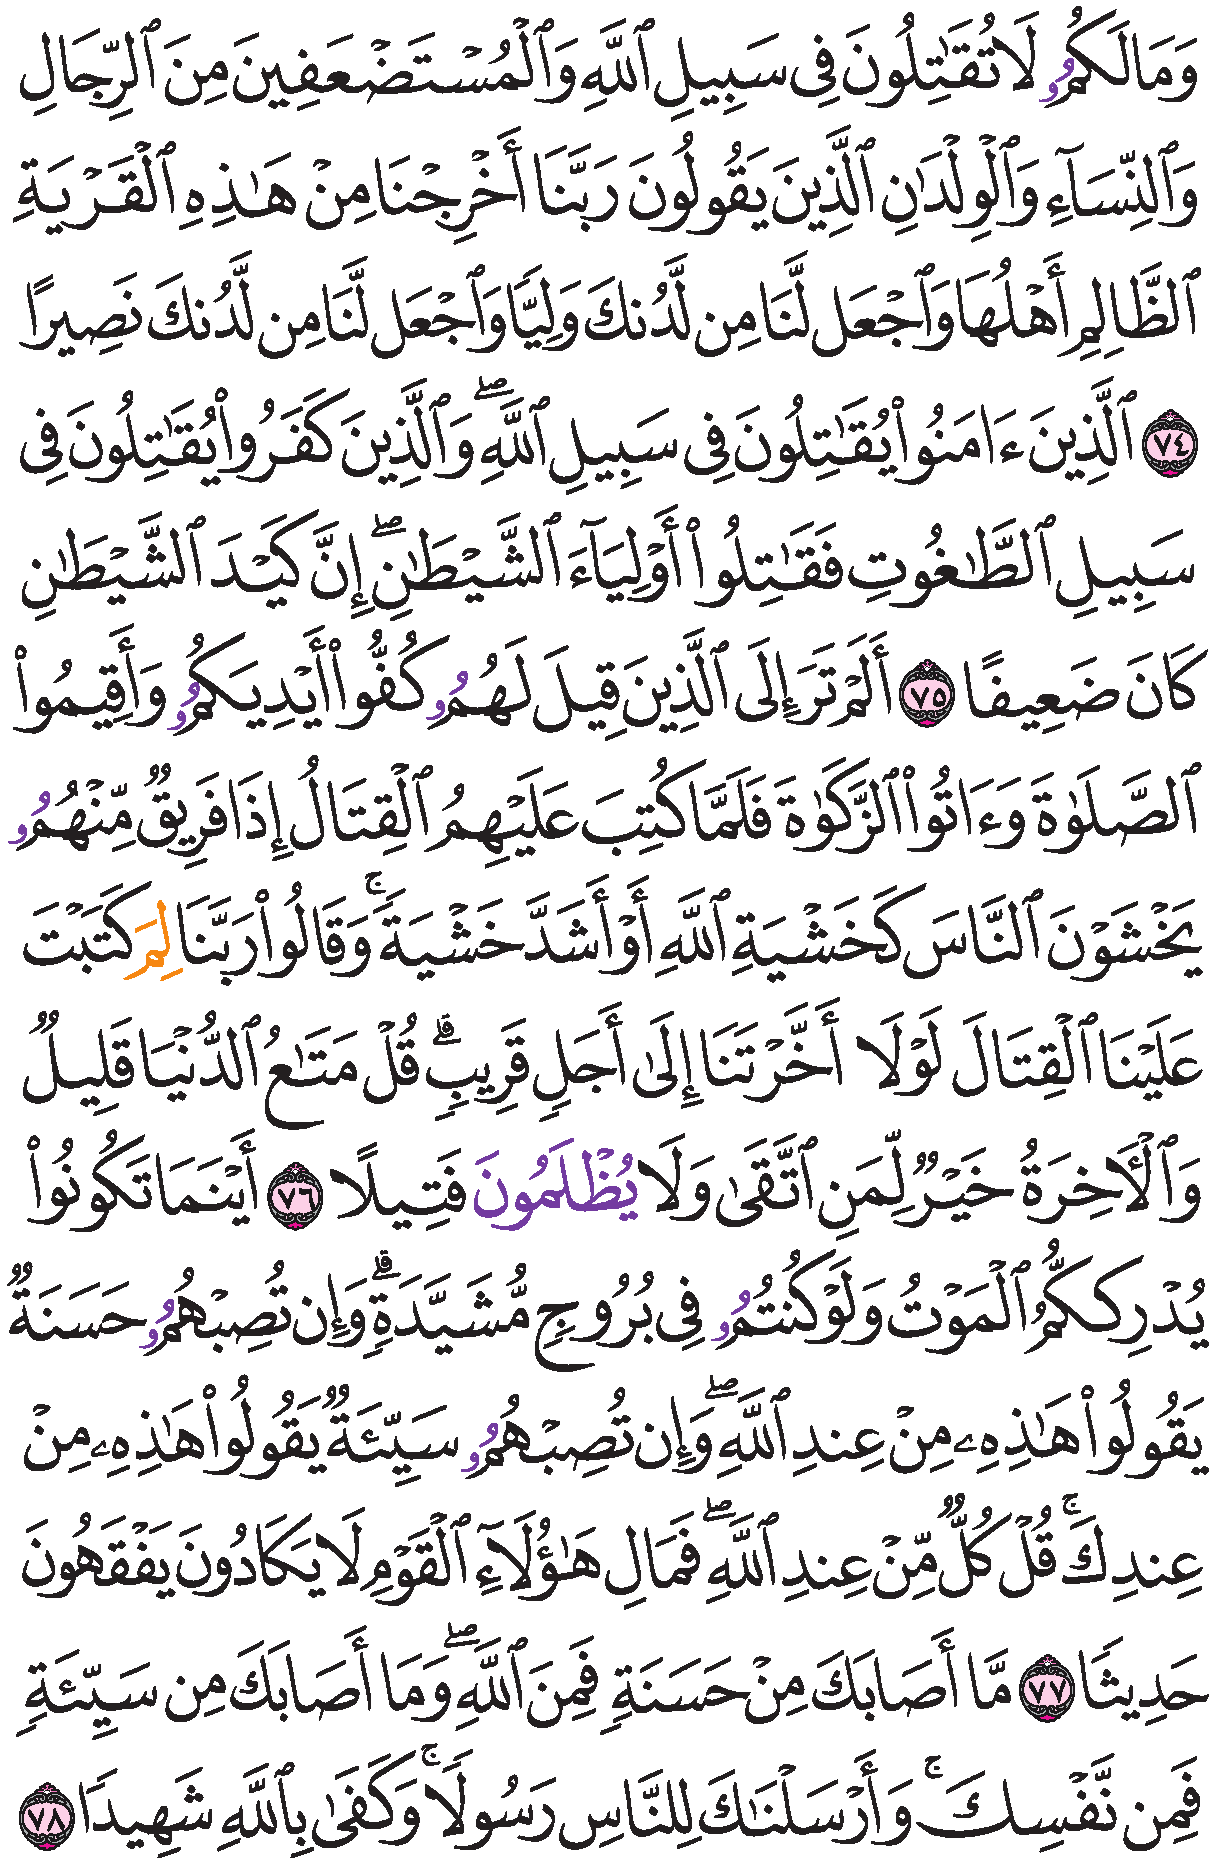 وَمَا لَكُمُۥ لَا تُقَٰتِلُونَ فِى سَبِيلِ ٱللَّهِ وَٱلْمُسْتَضْعَفِينَ مِنَ ٱلرِّجَالِ
وَٱلنِّسَآءِ وَٱلْوِلْدَٰنِ ٱلَّذِينَ يَقُولُونَ رَبَّنَا أَخْرِجْنَا مِنْ هَٰذِهِ ٱلْقَرْيَةِ
ٱلظَّالِمِ أَهْلُهَا وَٱجْعَل لَّنَا مِن لَّدُنكَ وَلِيًّا وَٱجْعَل لَّنَا مِن لَّدُنكَ نَصِيرًا
٧٤ ٱلَّذِينَ ءَامَنُوا۟ يُقَٰتِلُونَ فِى سَبِيلِ ٱللَّهِۖ وَٱلَّذِينَ كَفَرُوا۟ يُقَٰتِلُونَ فِى
سَبِيلِ ٱلطَّٰغُوتِ فَقَٰتِلُوا۟ أَوْلِيَآءَ ٱلشَّيْطَٰنِۖ إِنَّ كَيْدَ ٱلشَّيْطَٰنِ
كَانَ ضَعِيفًا ٧٥ أَلَمْ تَرَ إِلَى ٱلَّذِينَ قِيلَ لَهُمُۥ كُفُّوا۟ أَيْدِيَكُمُۥ وَأَقِيمُوا۟
ٱلصَّلَوٰةَ وَءَاتُوا۟ ٱلزَّكَوٰةَ فَلَمَّا كُتِبَ عَلَيْهِمُ ٱلْقِتَالُ إِذَا فَرِيقٌ مِّنْهُمُۥ
يَخْشَوْنَ ٱلنَّاسَ كَخَشْيَةِ ٱللَّهِ أَوْ أَشَدَّ خَشْيَةًۚ وَقَالُوا۟ رَبَّنَا لِمَ كَتَبْتَ
عَلَيْنَا ٱلْقِتَالَ لَوْلَا أَخَّرْتَنَا إِلَىٰ أَجَلٍ قَرِيبٍۗ قُلْ مَتَٰعُ ٱلدُّنْيَا قَلِيلٌ
وَٱلْأَخِرَةُ خَيْرٌ لِّمَنِ ٱتَّقَىٰ وَلَا يُظْلَمُونَ فَتِيلًا ٧٦ أَيْنَمَا تَكُونُوا۟
يُدْرِككُّمُ ٱلْمَوْتُ وَلَوْ كُنتُمُۥ فِى بُرُوجٍ مُّشَيَّدَةٍۗ وَإِن تُصِبْهُمُۥ حَسَنَةٌ
يَقُولُوا۟ هَٰذِهِۦ مِنْ عِندِ ٱللَّهِۖ وَإِن تُصِبْهُمُۥ سَيِّئَةٌ يَقُولُوا۟ هَٰذِهِۦ مِنْ
عِندِكَۚ قُلْ كُلٌّ مِّنْ عِندِ ٱللَّهِۖ فَمَالِ هَٰؤُلَآءِ ٱلْقَوْمِ لَا يَكَادُونَ يَفْقَهُونَ
حَدِيثًا ٧٧ مَّا أَصَابَكَ مِنْ حَسَنَةٍ فَمِنَ ٱللَّهِۖ وَمَا أَصَابَكَ مِن سَيِّئَةٍ
فَمِن نَّفْسِكَۚ وَأَرْسَلْنَٰكَ لِلنَّاسِ رَسُولًاۚ وَكَفَىٰ بِٱللَّهِ شَهِيدًا ٧٨